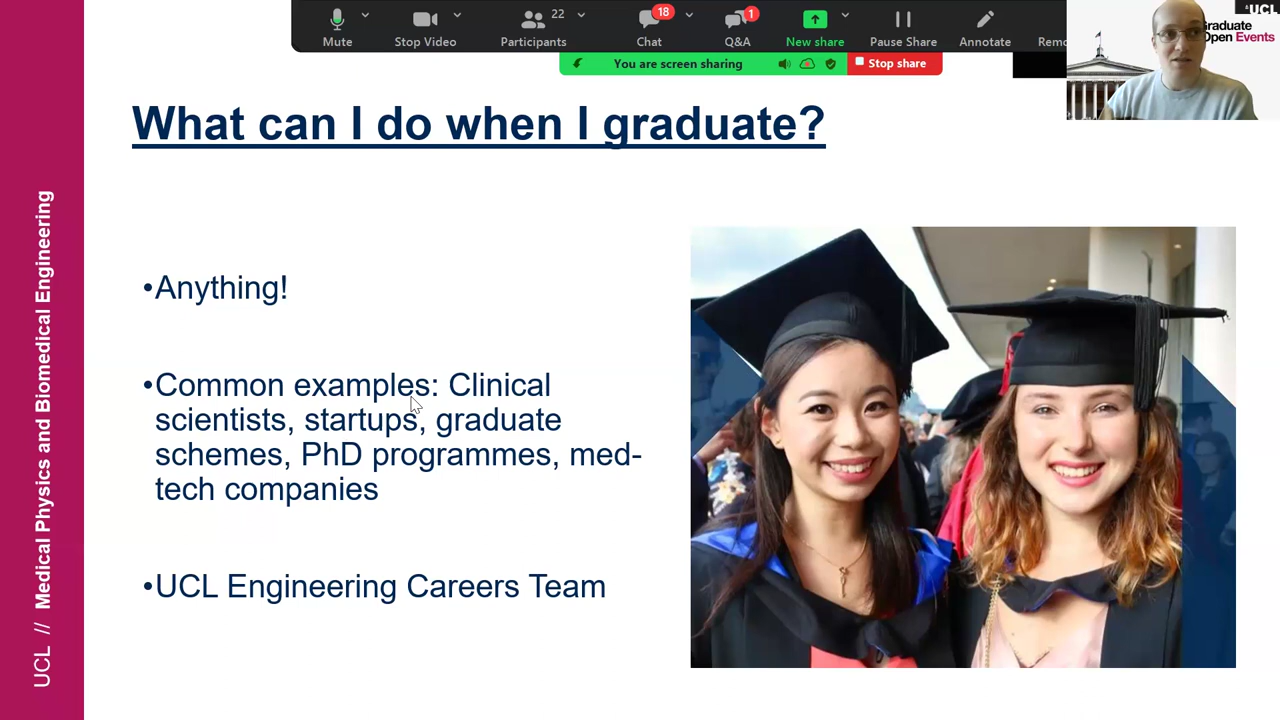 22
18
1
Mute
Stop Video
Participants
Chat
Q&A
New share
Pause Share
Annotate
You are screen sharing
Stop share
UCL
Graduate
Open Events
What can I do when I graduate?
•Anything!
•Common examples: Clinical
scientists, startups, graduate
schemes, PhD programmes, med-
tech companies
•UCL Engineering Careers Team
UCL // Medical Physics and Biomedical Engineering